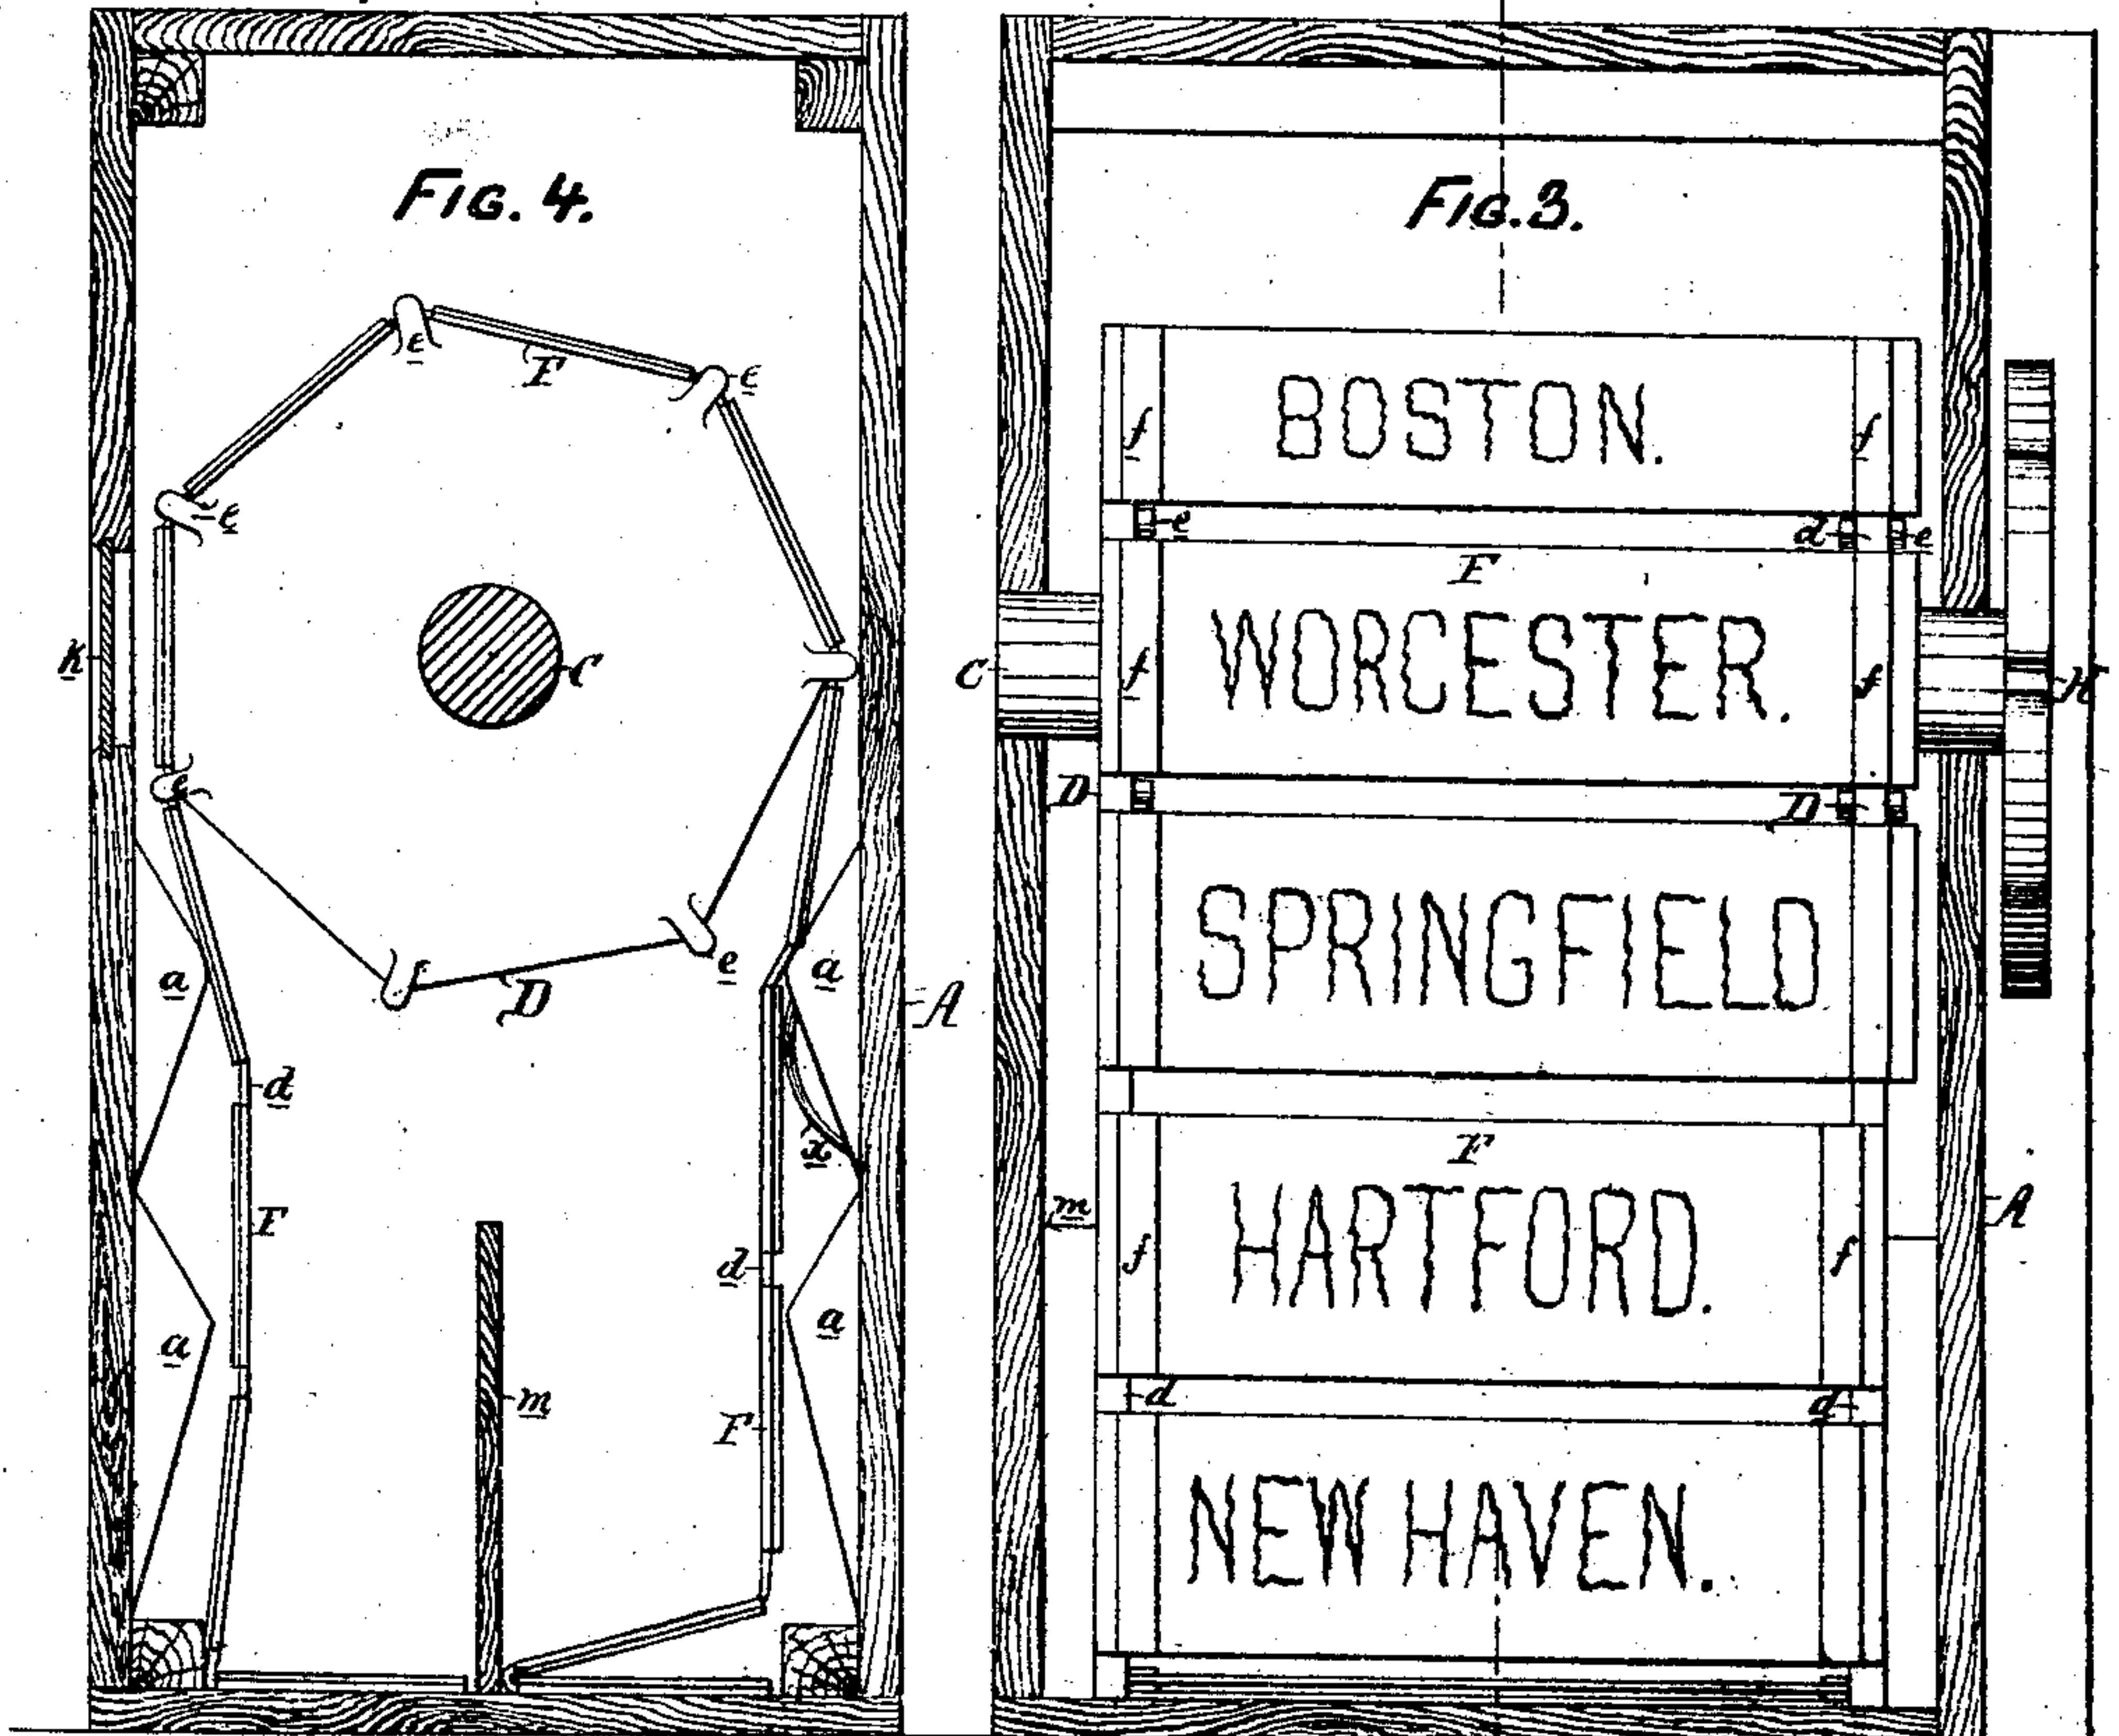 FIG. 4.
e
F
e
e
k
C
e
a
D
e
a
A
d
x
F
d
a
a
m
F
FIG. 3.
f BOSTON. f
e d e
F
C f WORCESTER. f H
D D
SPRINGFIELD
F
m A
f HARTFORD. f
d d
NEW HAVEN.